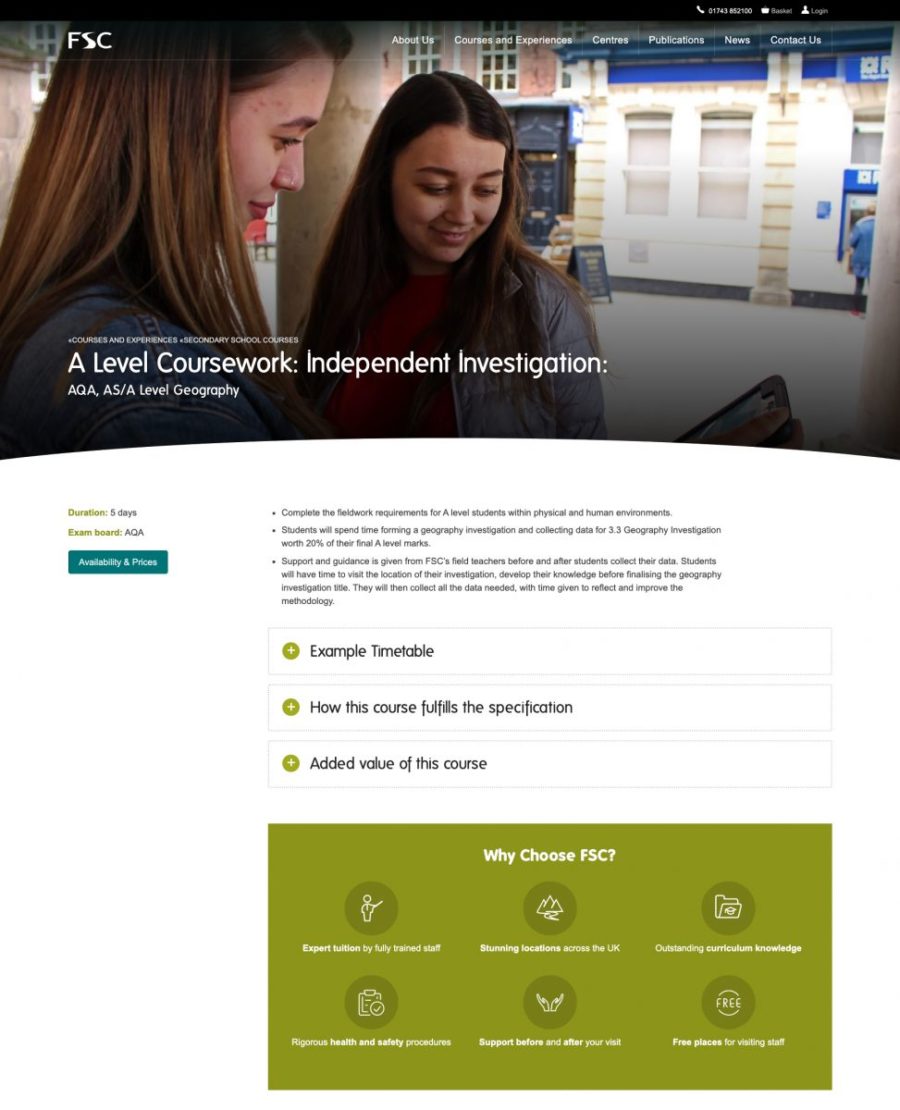 01743 852100 Basket Login
FSC
About Us Courses and Experiences Centres Publications News Contact Us
«COURSES AND EXPERIENCES «SECONDARY SCHOOL COURSES
A Level Coursework: Independent Investigation:
AQA, AS/A Level Geography
Duration: 5 days
Exam board: AQA
Availability & Prices
• Complete the fieldwork requirements for A level students within physical and human environments.
• Students will spend time forming a geography investigation and collecting data for 3.3 Geography Investigation
worth 20% of their final A level marks.
• Support and guidance is given from FSC's field teachers before and after students collect their data. Students
will have time to visit the location of their investigation, develop their knowledge before finalising the geography
investigation title. They will then collect all the data needed, with time given to reflect and improve the
methodology.
Example Timetable
How this course fulfills the specification
Added value of this course
Why Choose FSC?
Expert tuition by fully trained staff
Stunning locations across the UK
Outstanding curriculum knowledge
Rigorous health and safety procedures
Support before and after your visit
FREE
Free places for visiting staff